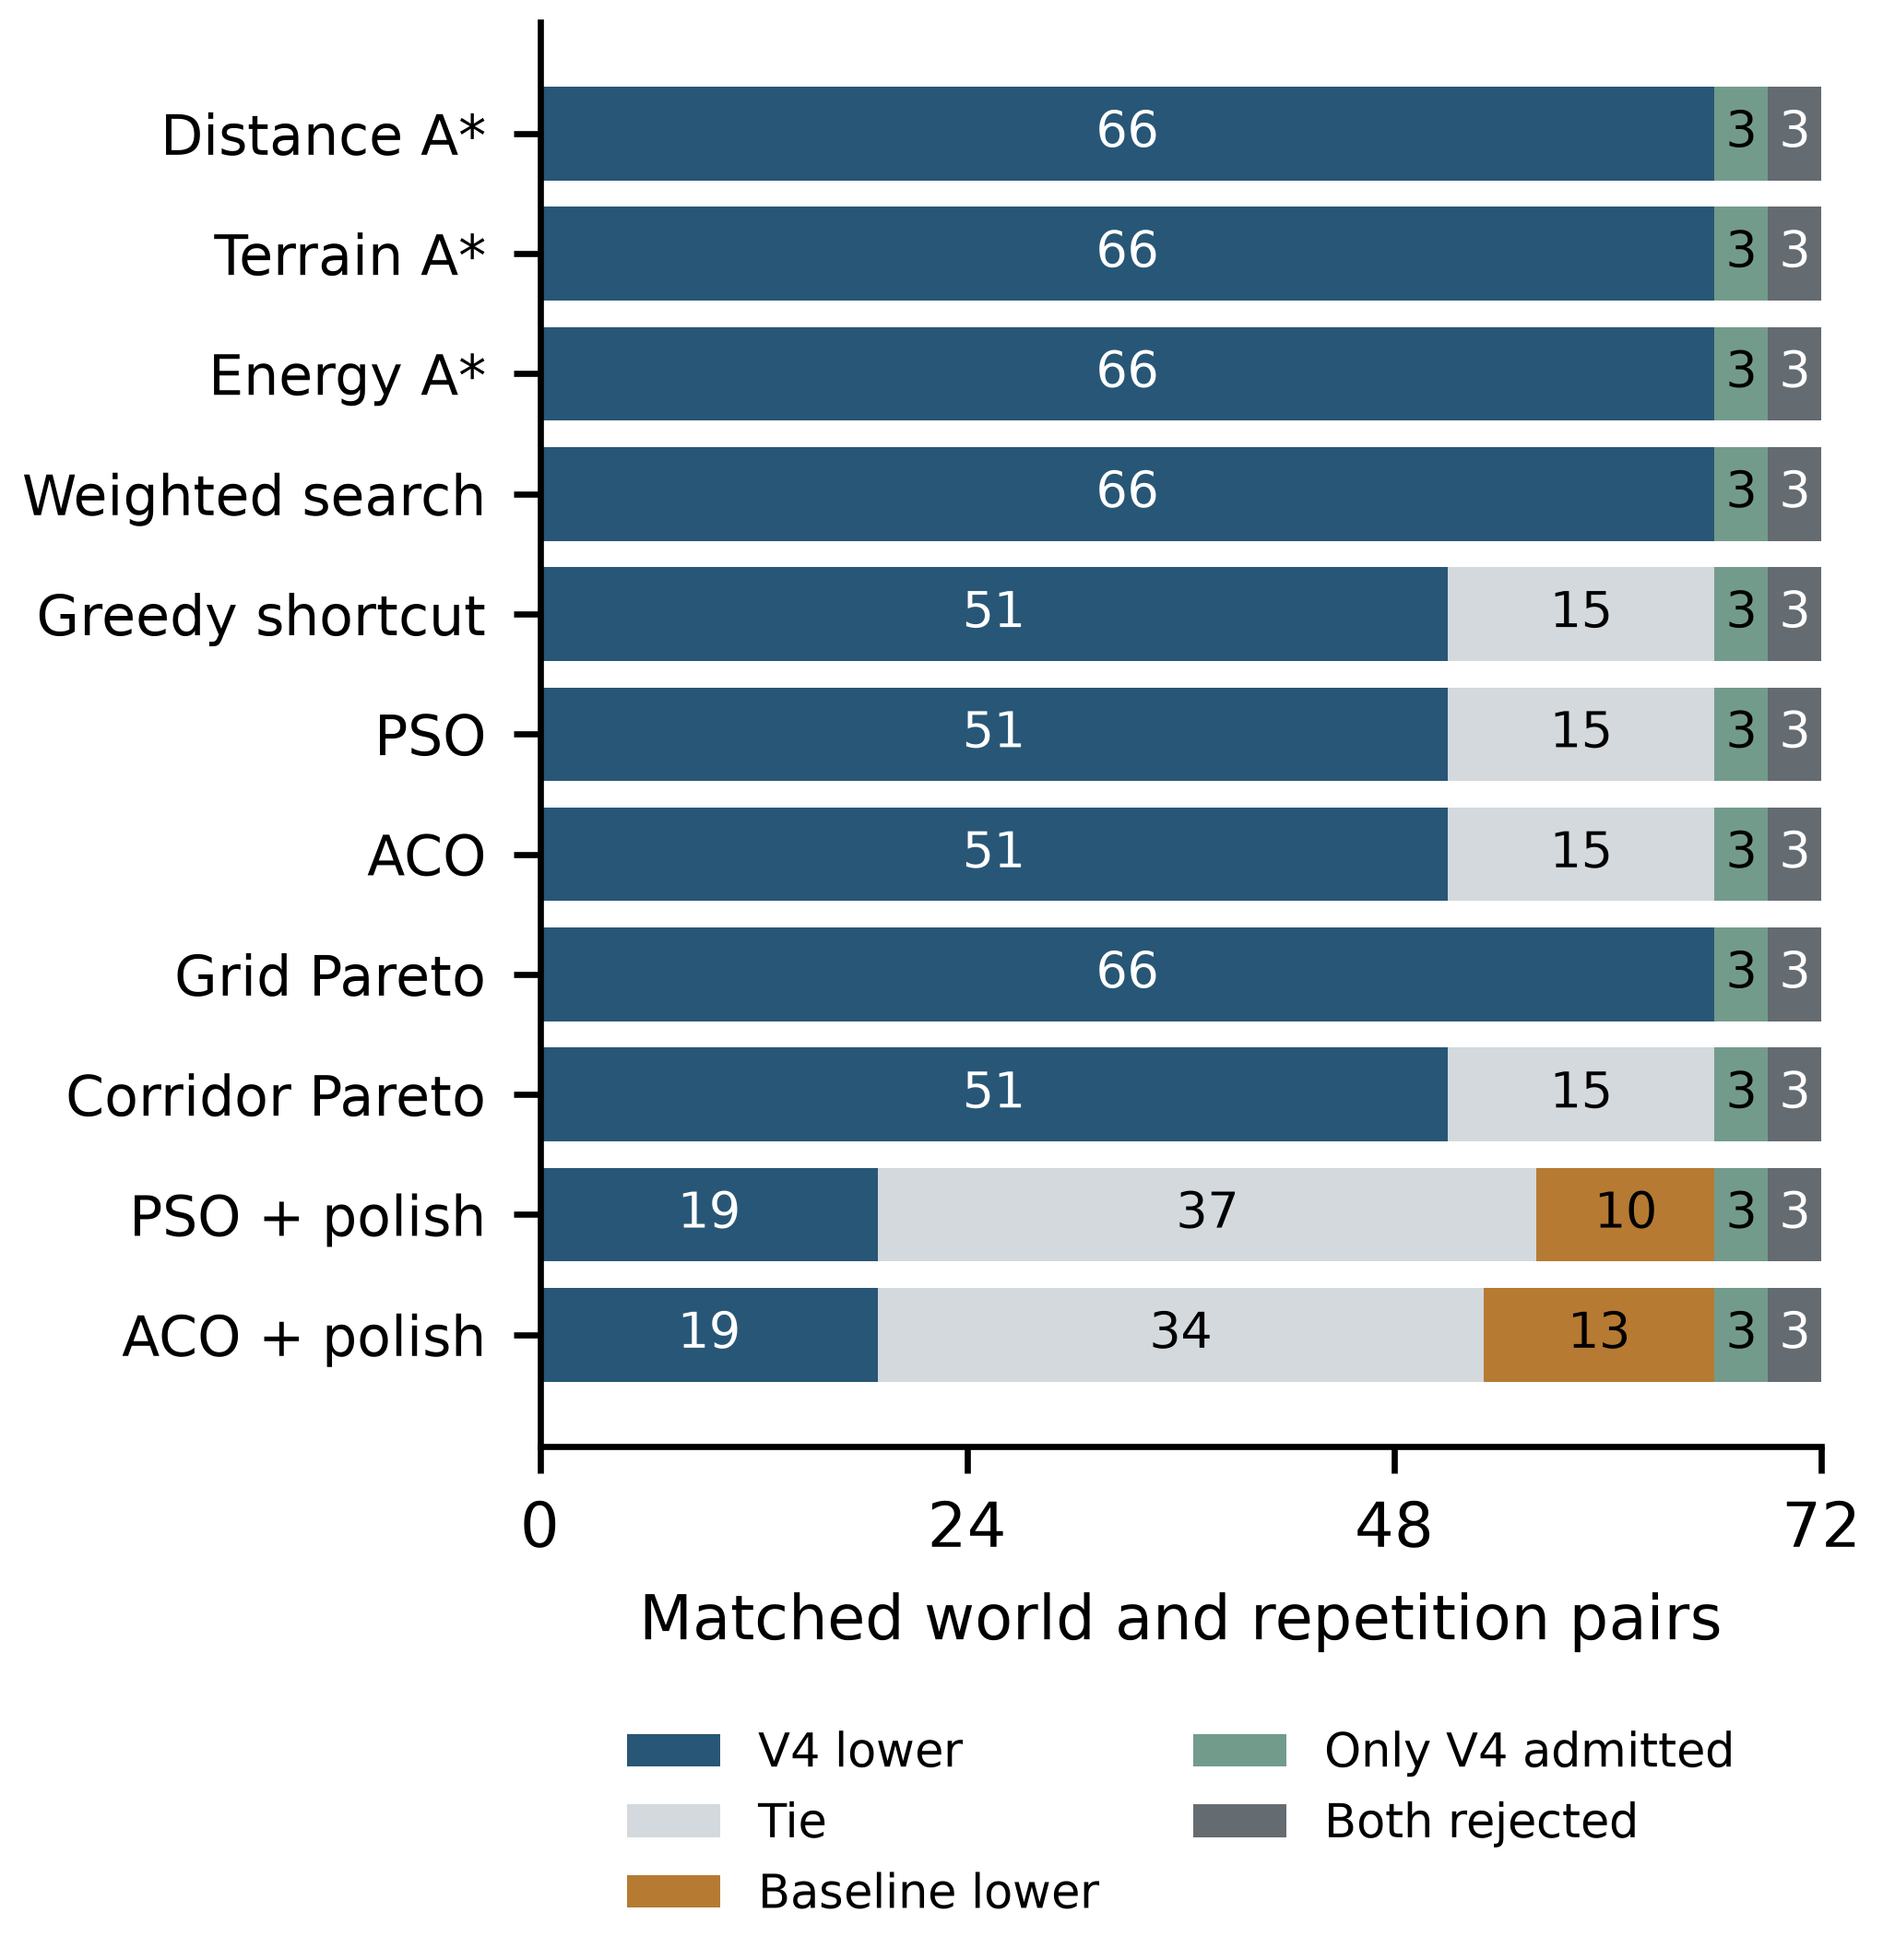 Distance A* 66 3 3
Terrain A* 66 3 3
Energy A* 66 3 3
Weighted search 66 3 3
Greedy shortcut 51 15 3 3
PSO 51 15 3 3
ACO 51 15 3 3
Grid Pareto 66 3 3
Corridor Pareto 51 15 3 3
PSO + polish 19 37 10 3 3
ACO + polish 19 34 13 3 3
0 24 48 72
Matched world and repetition pairs
V4 lower
Tie
Baseline lower
Only V4 admitted
Both rejected